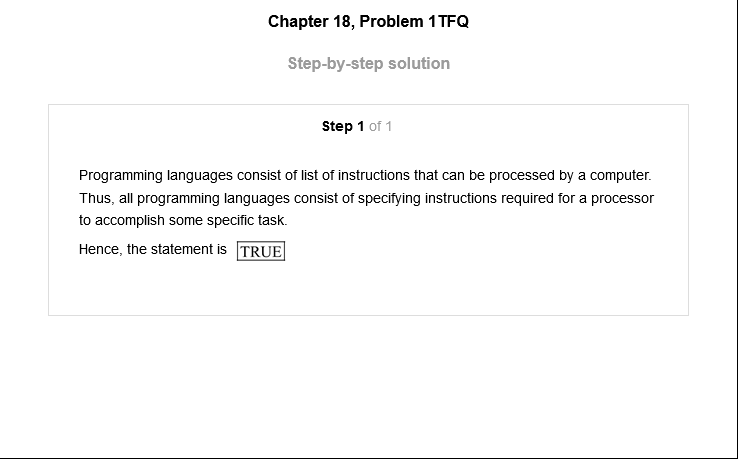 Chapter 18, Problem 1TFQ
Step-by-step solution
Step 1 of 1
Programming languages consist of list of instructions that can be processed by a computer.
Thus, all programming languages consist of specifying instructions required for a processor
to accomplish some specific task.
Hence, the statement is TRUE